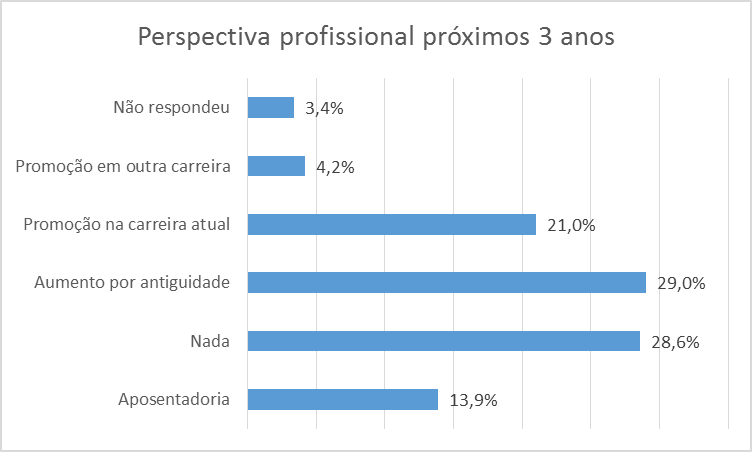 Perspectiva profissional próximos 3 anos
Não respondeu 3,4%
Promoção em outra carreira 4,2%
Promoção na carreira atual 21,0%
Aumento por antiguidade 29,0%
Nada 28,6%
Aposentadoria 13,9%